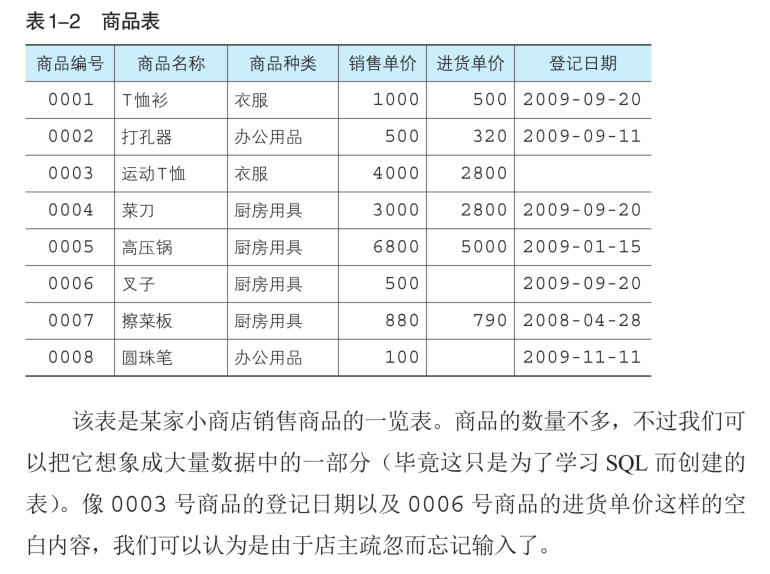 表1–2 商品表
商品编号 商品名称 商品种类 销售单价 进货单价 登记日期
0001 T恤衫 衣服 1000 500 2009-09-20
0002 打孔器 办公用品 500 320 2009-09-11
0003 运动T恤 衣服 4000 2800
0004 菜刀 厨房用具 3000 2800 2009-09-20
0005 高压锅 厨房用具 6800 5000 2009-01-15
0006 叉子 厨房用具 500 2009-09-20
0007 擦菜板 厨房用具 880 790 2008-04-28
0008 圆珠笔 办公用品 100 2009-11-11
该表是某家小商店销售商品的一览表。商品的数量不多，不过我们可
以把它想象成大量数据中的一部分（毕竟这只是为了学习 SQL 而创建的
表）。像 0003 号商品的登记日期以及 0006 号商品的进货单价这样的空
白内容，我们可以认为是由于店主疏忽而忘记输入了。